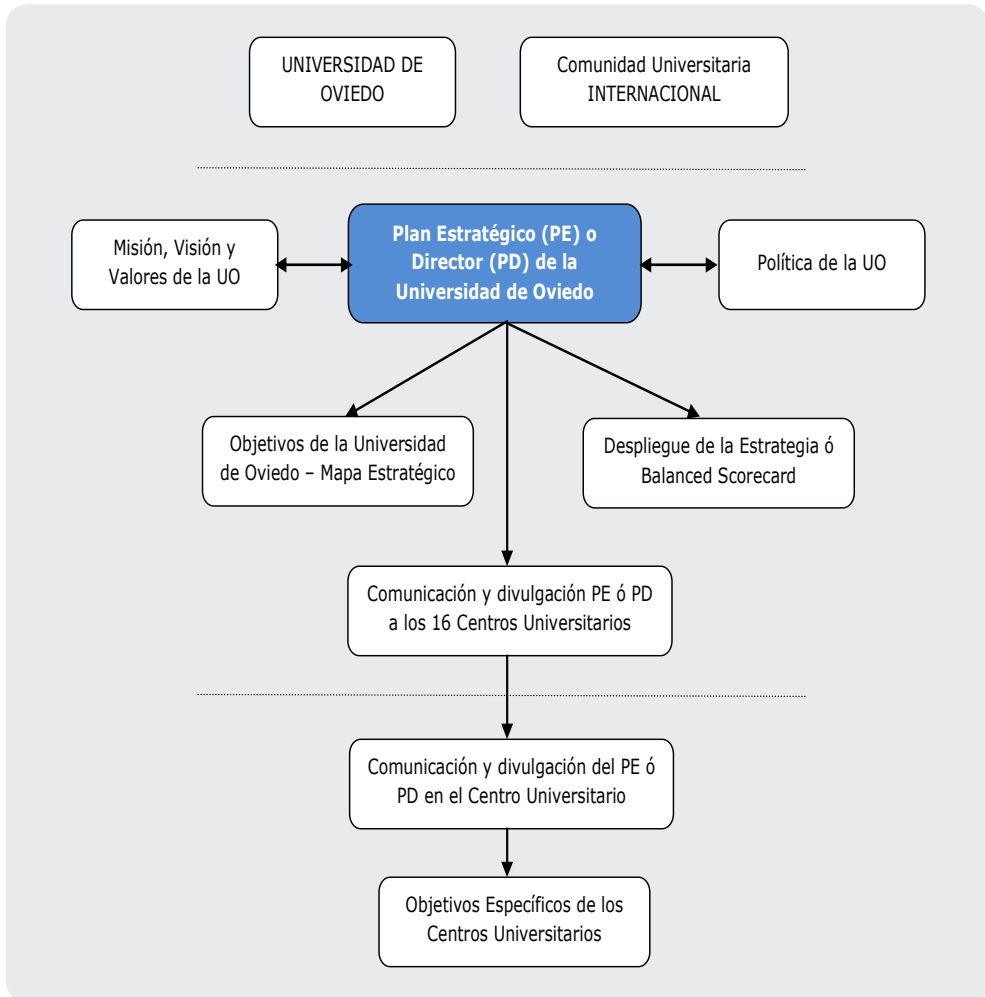 UNIVERSIDAD DE
OVIEDO
Comunidad Universitaria
INTERNACIONAL
Misión, Visión y
Valores de la UO
Plan Estratégico (PE) o
Director (PD) de la
Universidad de Oviedo
Política de la UO
Objetivos de la Universidad
de Oviedo – Mapa Estratégico
Despliegue de la Estrategia ó
Balanced Scorecard
Comunicación y divulgación PE ó PD
a los 16 Centros Universitarios
Comunicación y divulgación del PE ó
PD en el Centro Universitario
Objetivos Específicos de los
Centros Universitarios